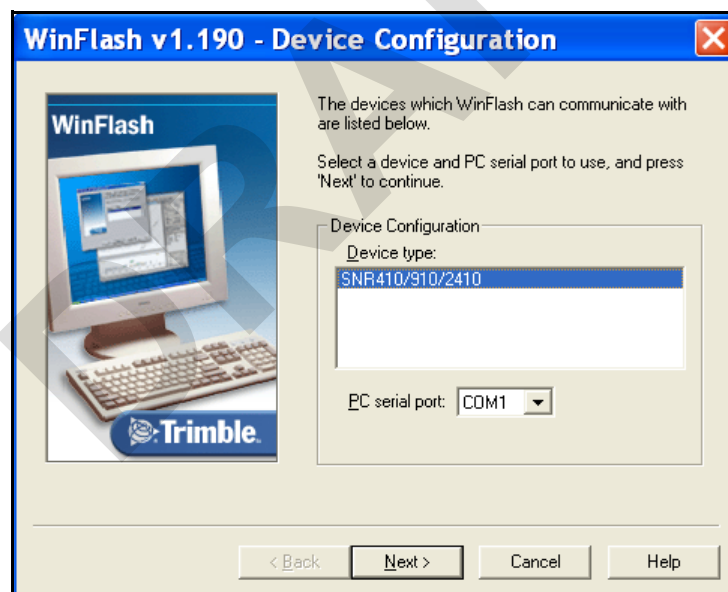 WinFlash v1.190 - Device Configuration
WinFlash
The devices which WinFlash can communicate with
are listed below.
Select a device and PC serial port to use, and press
'Next' to continue.
Device Configuration
Device type:
SNR410/910/2410
PC serial port: COM1
Trimble.
< Back Next > Cancel Help